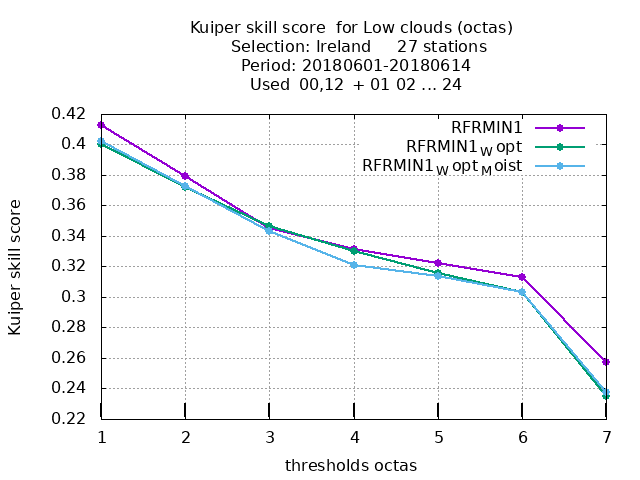 Kuiper skill score  for Low clouds (octas)
Selection: Ireland     27 stations
Period: 20180601-20180614
Used  00,12  + 01 02 ... 24
RFRMIN1
RFRMIN1Wopt
RFRMIN1WoptMoist
Kuiper skill score
0.42
0.4
0.38
0.36
0.34
0.32
0.3
0.28
0.26
0.24
0.22
1 2 3 4 5 6 7
thresholds octas